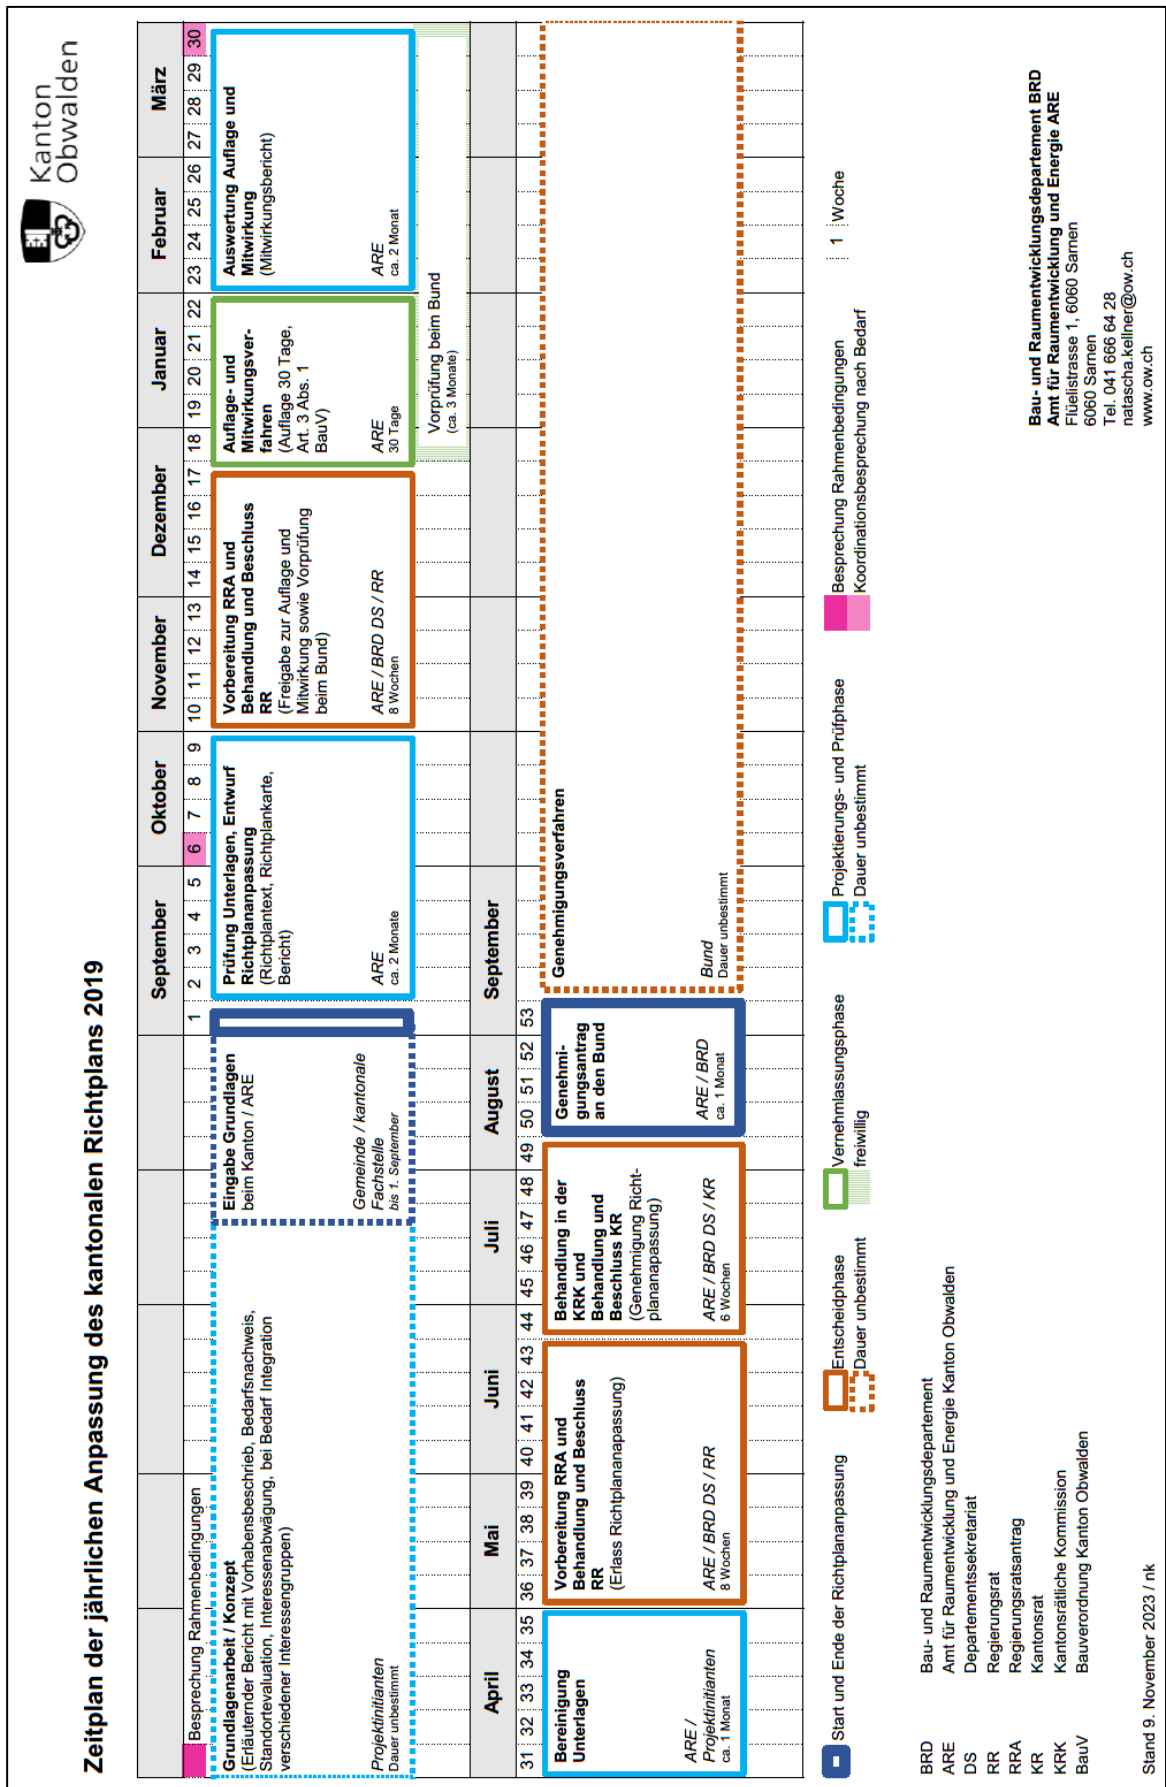 Zeitplan der jährlichen Anpassung des kantonalen Richtplans 2019
Kanton
Obwalden
September
Oktober
November
Dezember
Januar
Februar
März
Besprechung Rahmenbedingungen
1 2 3 4 5 6 7 8 9 10 11 12 13 14 15 16 17 18 19 20 21 22 23 24 25 26 27 28 29 30
Grundlagenarbeit / Konzept
(Erläuternder Bericht mit Vorhabensbeschrieb, Bedarfsnachweis,
Standortevaluation, Interessenabwägung, bei Bedarf Integration
verschiedener Interessengruppen)
Projektinitianten
Dauer unbestimmt
Eingabe Grundlagen
beim Kanton / ARE
Gemeinde / kantonale
Fachstelle
bis 1. September
Prüfung Unterlagen, Entwurf
Richtplananpassung
(Richtplantext, Richtplankarte,
Bericht)
ARE
ca. 2 Monate
Vorbereitung RRA und
Behandlung und Beschluss
RR
(Freigabe zur Auflage und
Mitwirkung sowie Vorprüfung
beim Bund)
ARE / BRD DS / RR
8 Wochen
Auflage- und
Mitwirkungsver-
fahren
(Auflage 30 Tage,
Art. 3 Abs. 1
BauV)
ARE
30 Tage
Auswertung Auflage und
Mitwirkung
(Mitwirkungsbericht)
ARE
ca. 2 Monat
Vorprüfung beim Bund
(ca. 3 Monate)
April
Mai
Juni
Juli
August
September
31 32 33 34 35 36 37 38 39 40 41 42 43 44 45 46 47 48 49 50 51 52 53
Bereinigung
Unterlagen
ARE /
Projektinitianten
ca. 1 Monat
Vorbereitung RRA und
Behandlung und Beschluss
RR
(Erlass Richtplananapassung)
ARE / BRD DS / RR
8 Wochen
Behandlung in der
KRK und
Behandlung und
Beschluss KR
(Genehmigung Richt-
plananapassung)
ARE / BRD DS / KR
6 Wochen
Genehmi-
gungsantrag
an den Bund
ARE / BRD
ca. 1 Monat
Genehmigungsverfahren
Bund
Dauer unbestimmt
Start und Ende der Richtplananpassung
Entscheidphase
Dauer unbestimmt
Vernehmlassungsphase
freiwillig
Projektierungs- und Prüfphase
Dauer unbestimmt
Besprechung Rahmenbedingungen
Koordinationsbesprechung nach Bedarf
1 Woche
BRD Bau- und Raumentwicklungsdepartement
ARE Amt für Raumentwicklung und Energie Kanton Obwalden
DS Departementssekretariat
RR Regierungsrat
RRA Regierungsratsantrag
KR Kantonsrat
KRK Kantonsrätliche Kommission
BauV Bauverordnung Kanton Obwalden
Bau- und Raumentwicklungsdepartement BRD
Amt für Raumentwicklung und Energie ARE
Flüelistrasse 1, 6060 Sarnen
6060 Sarnen
Tel. 041 666 64 28
natascha.kellner@ow.ch
www.ow.ch
Stand 9. November 2023 / nk